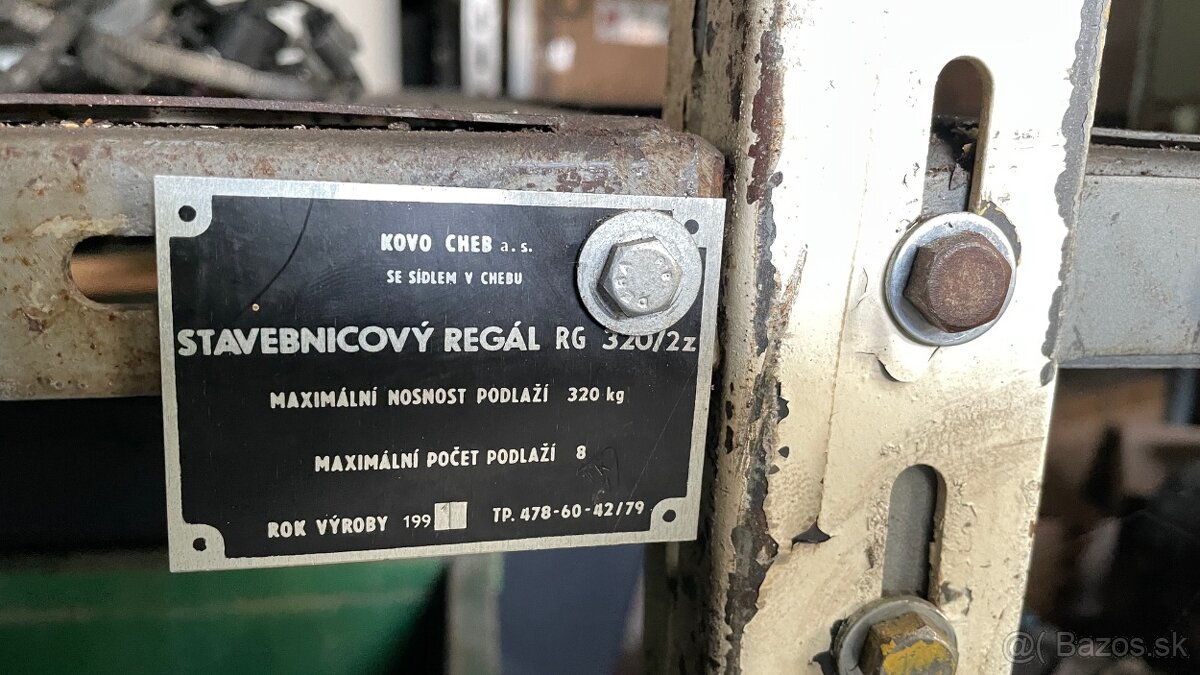 KOVO CHEB a.s.
SE SÍDLEM V CHEBU
STAVEBNICOVÝ REGÁL RG 320/2z
MAXIMÁLNÍ NOSNOST PODLAŽÍ 320 kg
MAXIMÁLNÍ POČET PODLAŽÍ 8
ROK VÝROBY 199 TP. 478-60-42/79
@( Bazos.sk